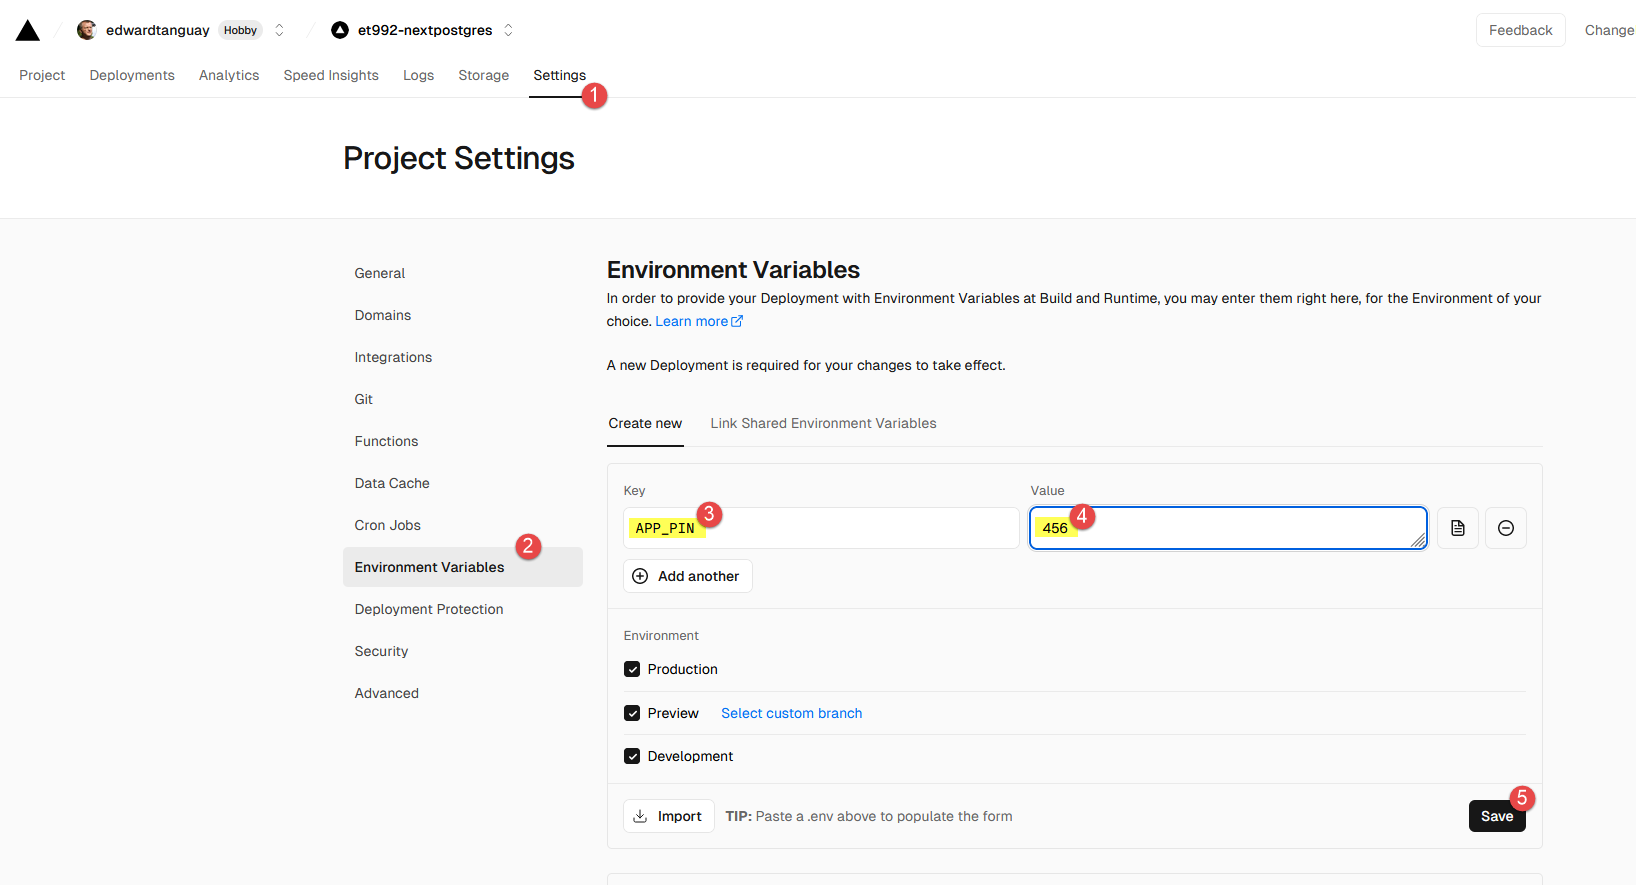 edwardtanguay Hobby et992-nextpostgres Feedback Change
Project Deployments Analytics Speed Insights Logs Storage Settings
1
Project Settings
General
Domains
Integrations
Git
Functions
Data Cache
Cron Jobs
2
Environment Variables
Deployment Protection
Security
Advanced
Environment Variables
In order to provide your Deployment with Environment Variables at Build and Runtime, you may enter them right here, for the Environment of your
choice. Learn more
A new Deployment is required for your changes to take effect.
Create new Link Shared Environment Variables
Key Value
APP_PIN 3 456 4
Add another
Environment
Production
Preview Select custom branch
Development
5
Import TIP: Paste a .env above to populate the form Save